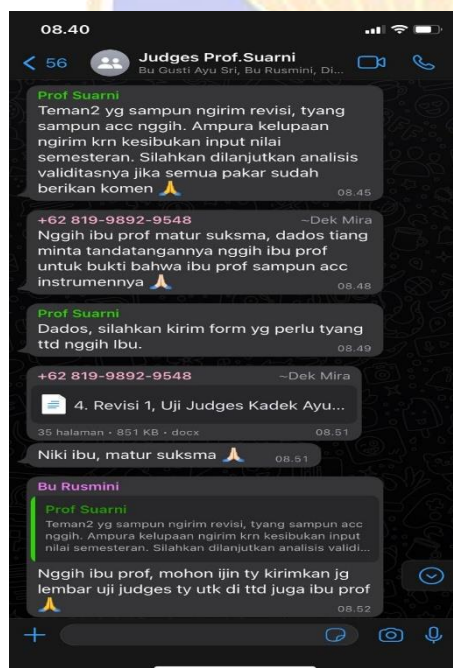 08.40
56
Judges Prof.Suarni
Bu Gusti Ayu Sri, Bu Rusmini, Di...
Prof Suarni
Teman2 yg sampun ngirim revisi, tyang
sampun acc nggih. Ampura kelupaan
ngirim krn kesibukan input nilai
semesteran. Silahkan dilanjutkan analisis
validitasnya jika semua pakar sudah
berikan komen 🙏
08.45
+62 819-9892-9548 ~Dek Mira
Nggih ibu prof matur suksma, dados tiang
minta tandatangannya nggih ibu prof
untuk bukti bahwa ibu prof sampun acc
instrumennya 🙏
08.48
Prof Suarni
Dados, silahkan kirim form yg perlu tyang
ttd nggih Ibu.
08.49
+62 819-9892-9548 ~Dek Mira
4. Revisi 1, Uji Judges Kadek Ayu...
35 halaman • 851 KB • docx 08.51
Niki ibu, matur suksma 🙏 08.51
Bu Rusmini
Prof Suarni
Teman2 yg sampun ngirim revisi, tyang sampun acc
nggih. Ampura kelupaan ngirim krn kesibukan input
nilai semesteran. Silahkan dilanjutkan analisis validi...
Nggih ibu prof, mohon ijin ty kirimkan jg
lembar uji judges ty utk di ttd juga ibu prof
🙏
08.52